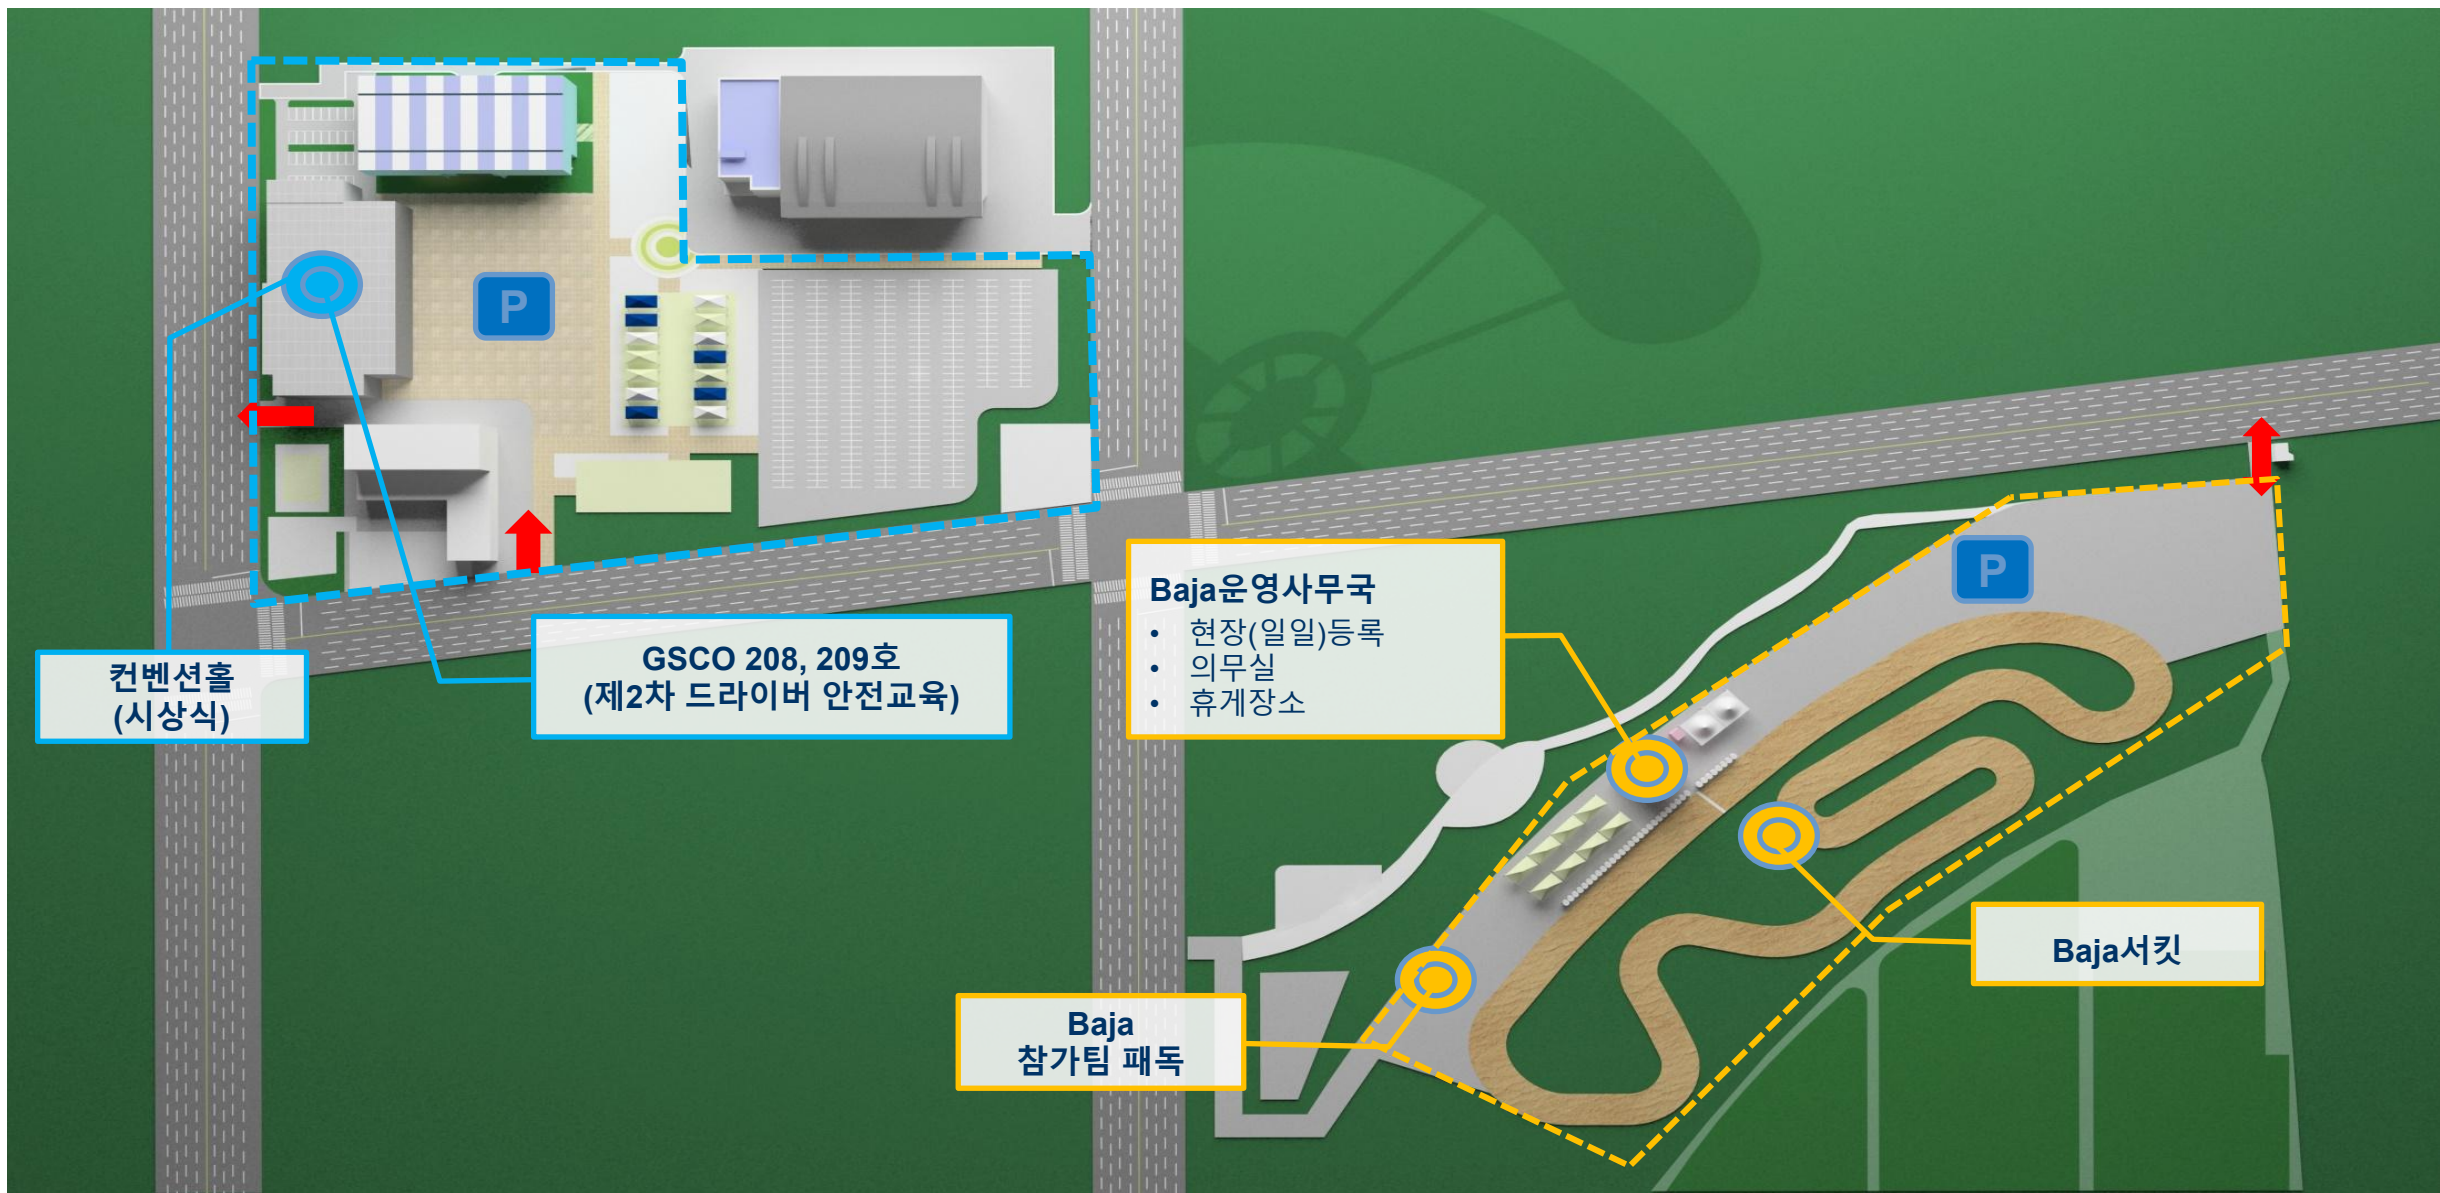 P
P
Baja운영사무국
• 현장(일일)등록
• 의무실
• 휴게장소
GSCO 208, 209호
(제2차 드라이버 안전교육)
컨벤션홀
(시상식)
Baja서킷
Baja
참가팀 패독